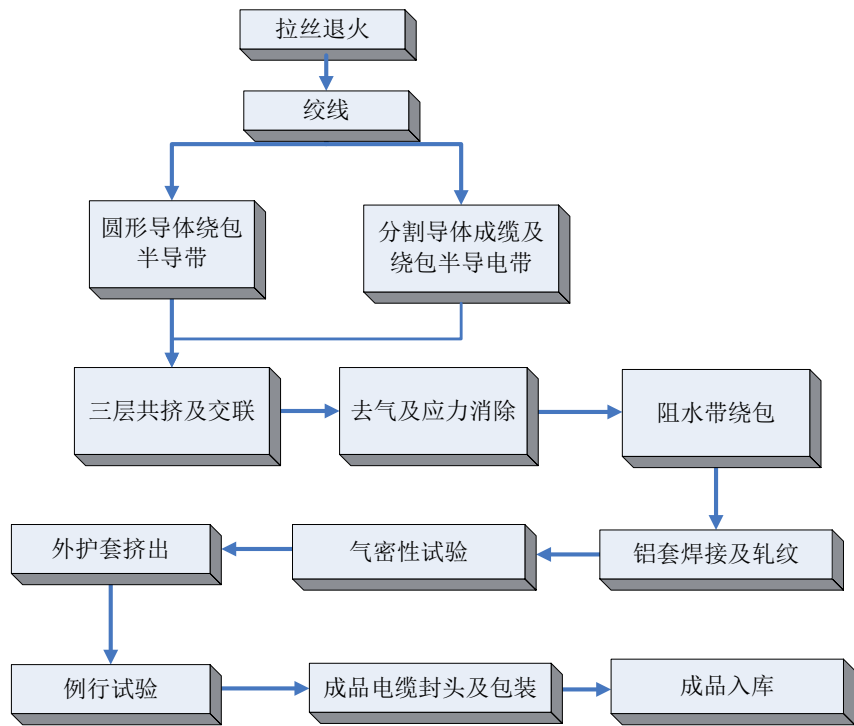 拉丝退火
绞线
圆形导体绕包
半导带
分割导体成缆及
绕包半导电带
三层共挤及交联
去气及应力消除
阻水带绕包
外护套挤出
气密性试验
铝套焊接及轧纹
例行试验
成品电缆封头及包装
成品入库